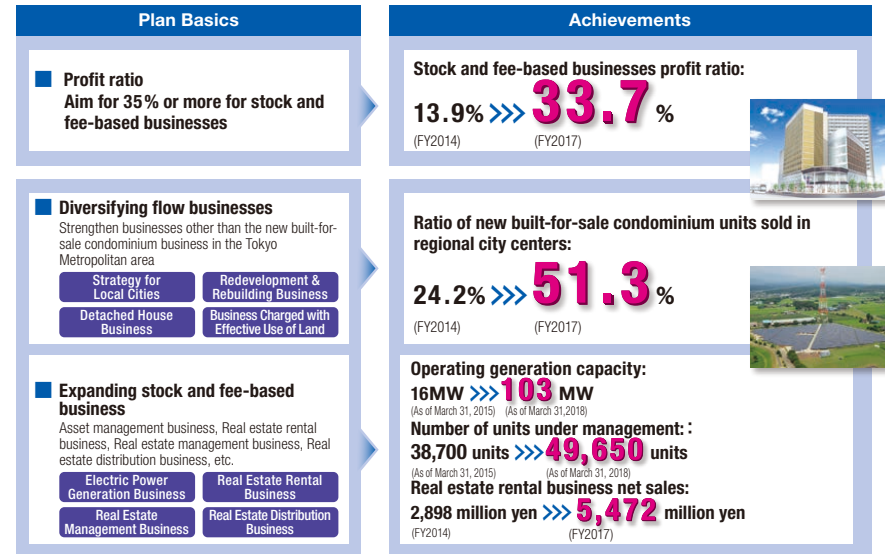 Plan Basics
Achievements
Profit ratio
Aim for 35% or more for stock and
fee-based businesses
Stock and fee-based businesses profit ratio:
13.9% >>> 33.7 %
(FY2014) (FY2017)
Diversifying flow businesses
Strengthen businesses other than the new built-for-
sale condominium business in the Tokyo
Metropolitan area
Strategy for
Local Cities
Redevelopment &
Rebuilding Business
Detached House
Business
Business Charged with
Effective Use of Land
Ratio of new built-for-sale condominium units sold in
regional city centers:
24.2% >>> 51.3 %
(FY2014) (FY2017)
Expanding stock and fee-based
business
Asset management business, Real estate rental
business, Real estate management business, Real
estate distribution business, etc.
Electric Power
Generation Business
Real Estate Rental
Business
Real Estate
Management Business
Real Estate Distribution
Business
Operating generation capacity:
16MW >>> 103 MW
(As of March 31, 2015) (As of March 31,2018)
Number of units under management: :
38,700 units >>> 49,650 units
(As of March 31, 2015) (As of March 31, 2018)
Real estate rental business net sales:
2,898 million yen >>> 5,472 million yen
(FY2014) (FY2017)